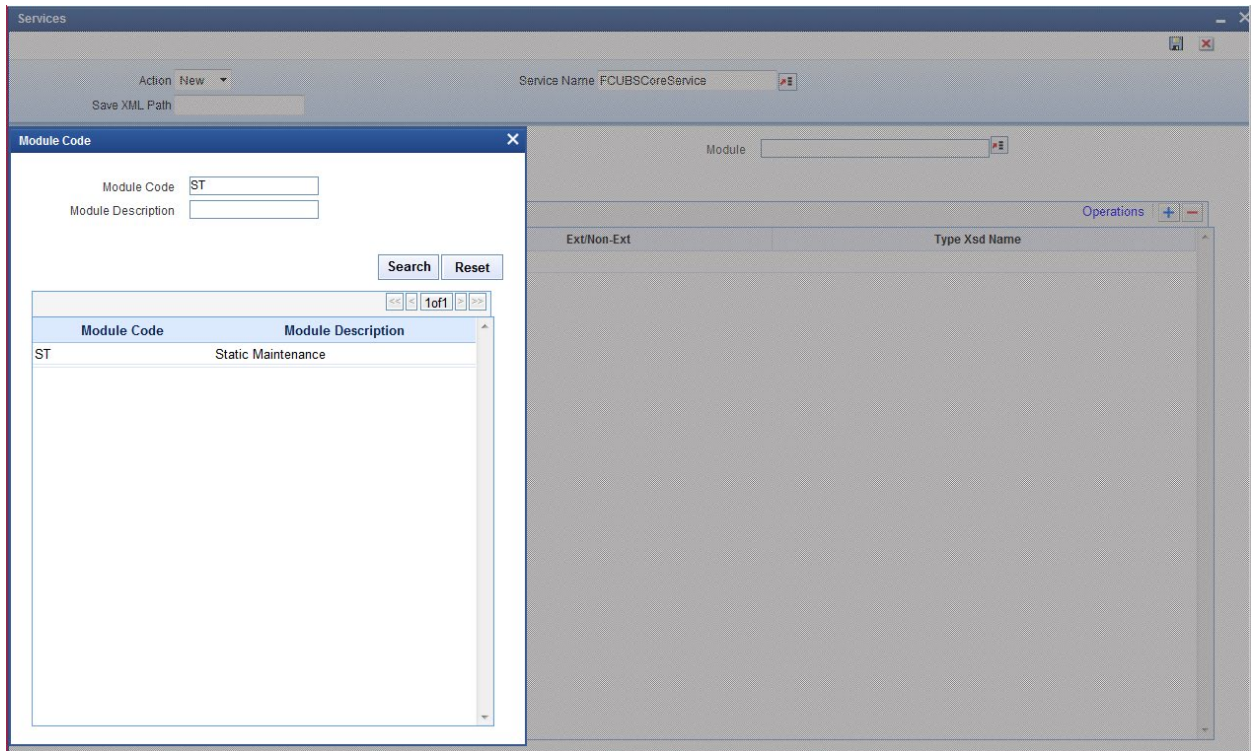 Services
Action New
Service Name FCUBSCoreService
Save XML Path
Module Code
Module
Module Code ST
Module Description
Operations
Ext/Non-Ext
Type Xsd Name
Search Reset
<< < 1of1 > >>
Module Code Module Description
ST Static Maintenance